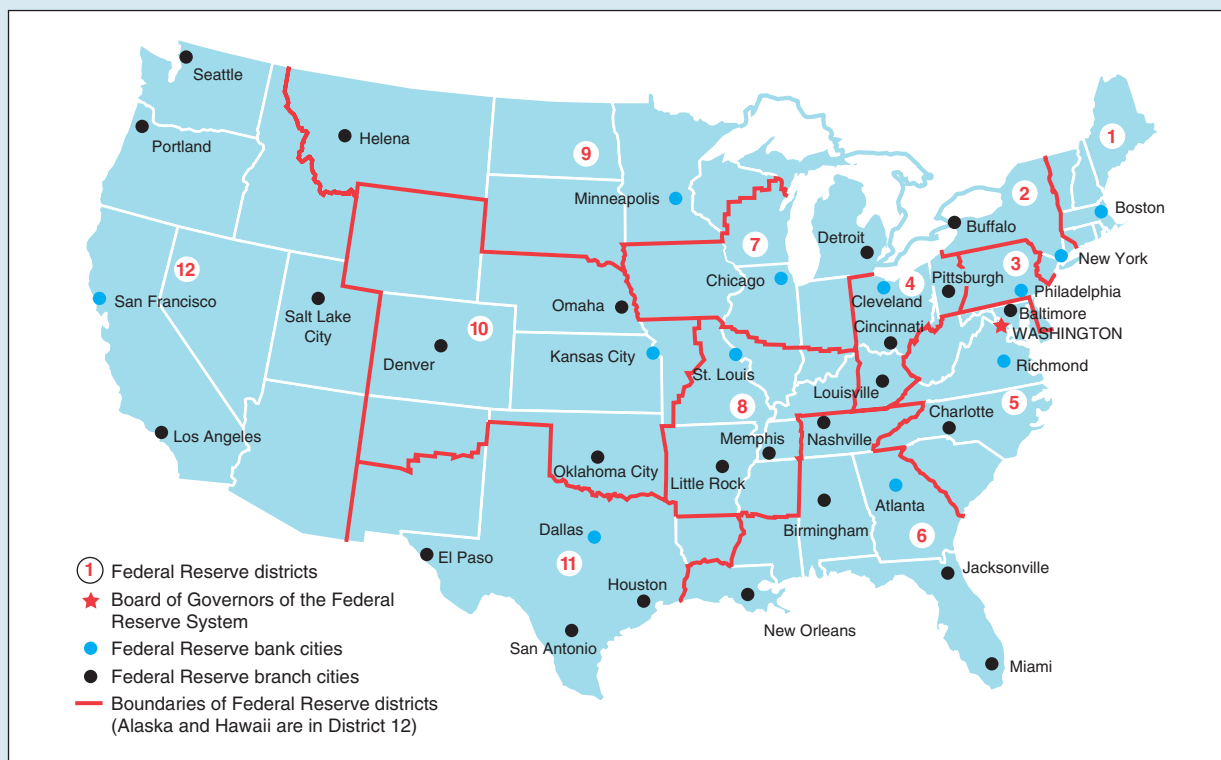 Seattle
Portland
Helena
9
1
Minneapolis
2
Boston
Buffalo
7
Detroit
New York
12
3
4
Pittsburgh
Chicago
Philadelphia
San Francisco
Cleveland
Omaha
Baltimore
Salt Lake
City
Cincinnati
WASHINGTON
10
Denver
Kansas City
St. Louis
Richmond
Louisville
8
5
Charlotte
Los Angeles
Memphis
Nashville
Oklahoma City
Little Rock
Atlanta
Dallas
Birmingham
6
El Paso
11
Jacksonville
Houston
New Orleans
San Antonio
Miami
1 Federal Reserve districts
Board of Governors of the Federal
Reserve System
Federal Reserve bank cities
Federal Reserve branch cities
Boundaries of Federal Reserve districts
(Alaska and Hawaii are in District 12)